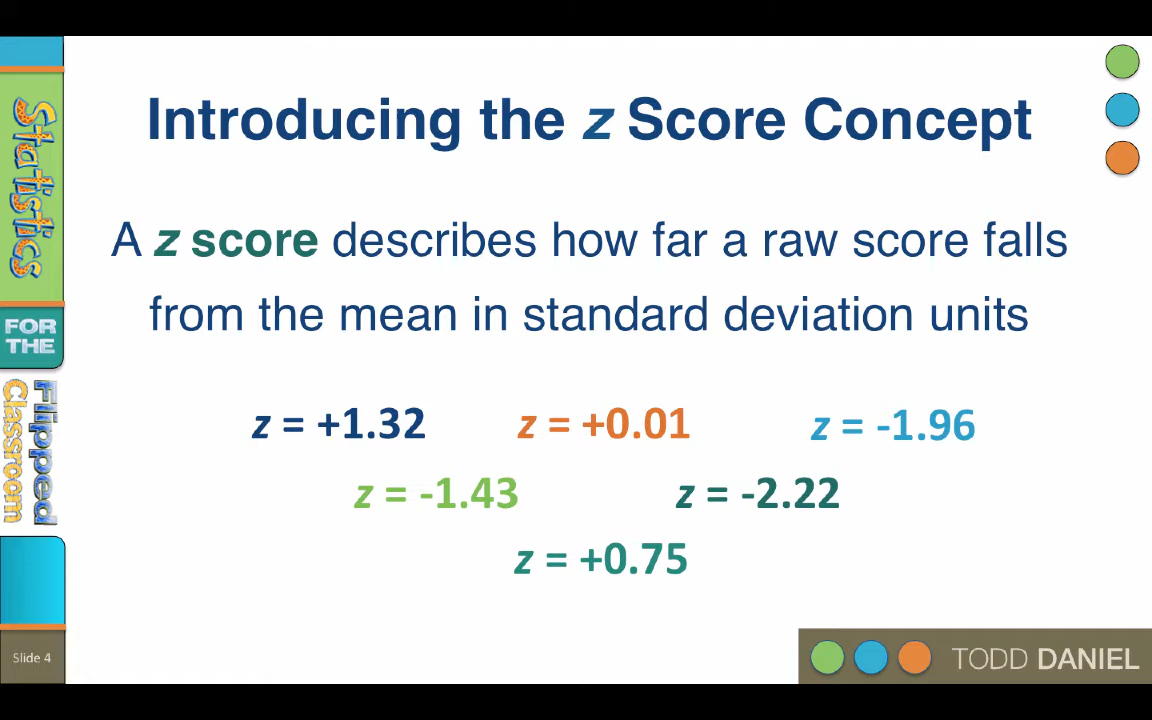 Introducing the z Score Concept
A z score describes how far a raw score falls
from the mean in standard deviation units
z = +1.32 z = +0.01 z = -1.96
z = -1.43 z = -2.22
z = +0.75
Statistics
FOR
THE
Flipped
Classroom
Slide 4
TODD DANIEL